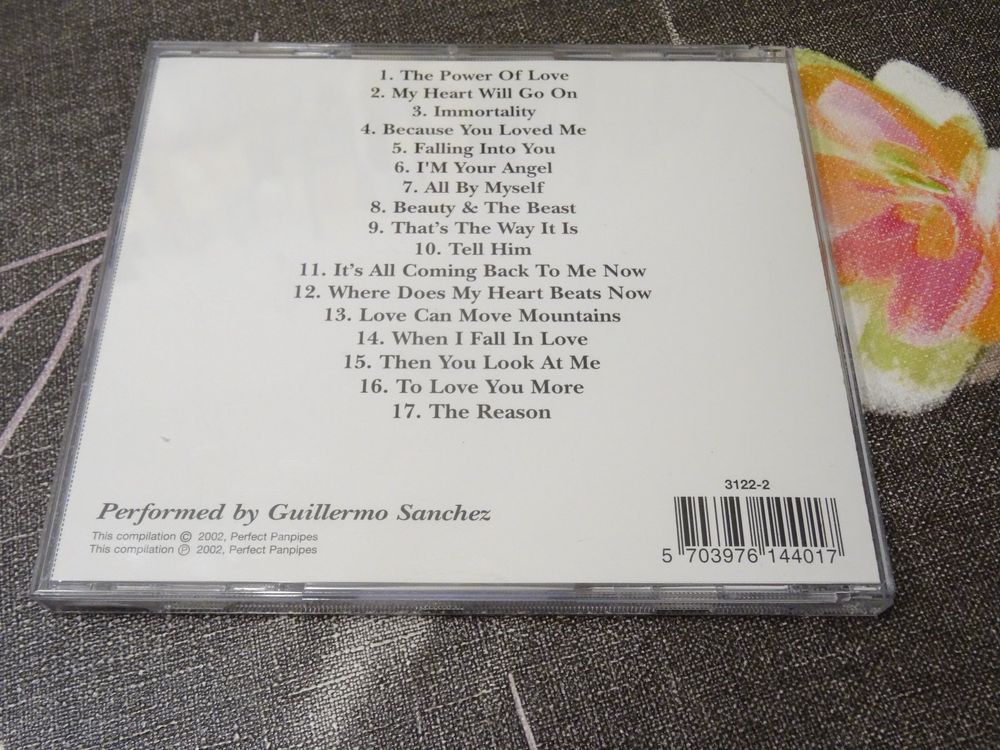 1. The Power Of Love
2. My Heart Will Go On
3. Immortality
4. Because You Loved Me
5. Falling Into You
6. I'M Your Angel
7. All By Myself
8. Beauty & The Beast
9. That's The Way It Is
10. Tell Him
11. It's All Coming Back To Me Now
12. Where Does My Heart Beats Now
13. Love Can Move Mountains
14. When I Fall In Love
15. Then You Look At Me
16. To Love You More
17. The Reason
Performed by Guillermo Sanchez
This compilation © 2002, Perfect Panpipes
This compilation ℗ 2002, Perfect Panpipes
3122-2
5 703976 144017